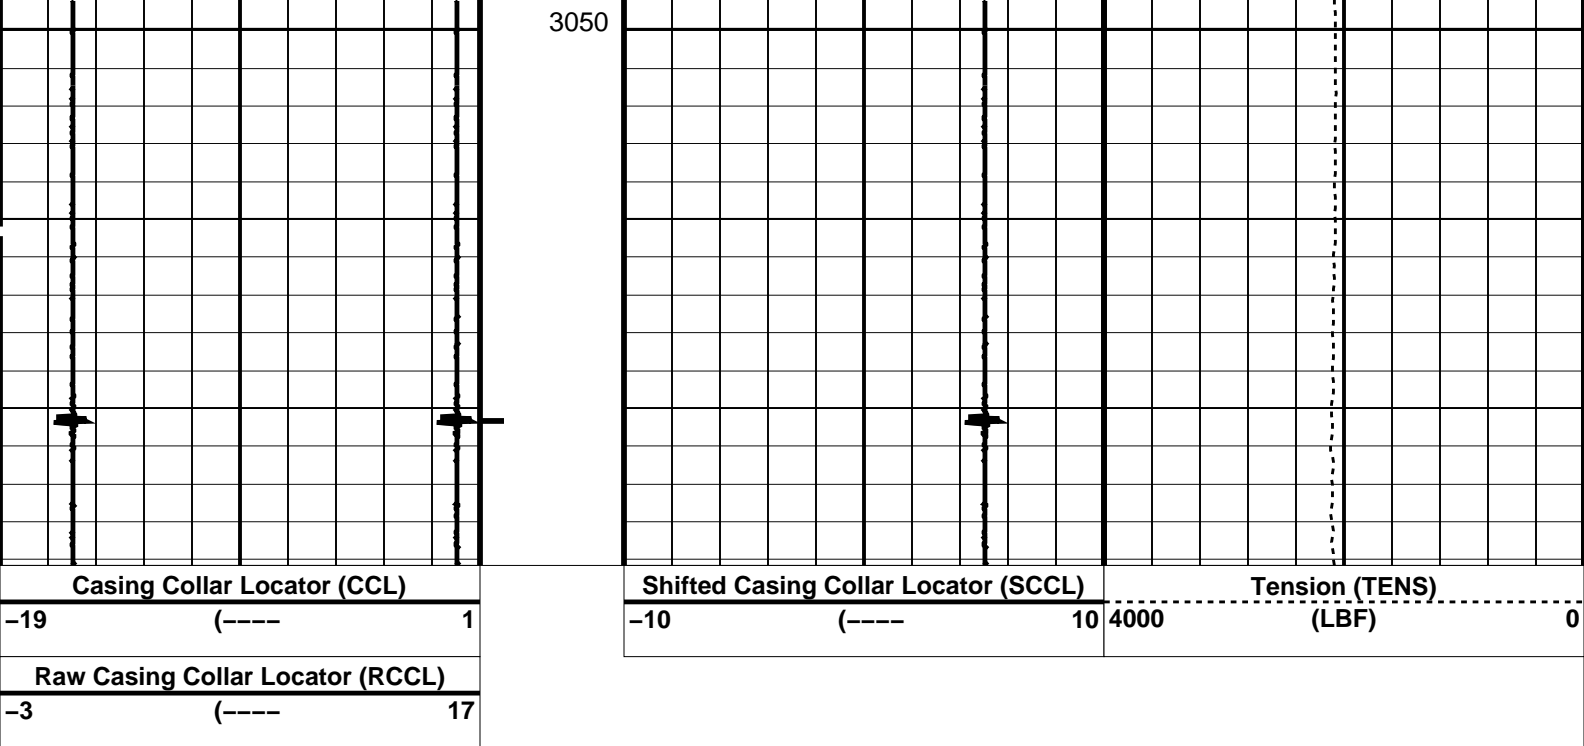 3050
Casing Collar Locator (CCL)
−19 (−−−− 1
Raw Casing Collar Locator (RCCL)
−3 (−−−− 17
Shifted Casing Collar Locator (SCCL)
−10 (−−−− 10
Tension (TENS)
4000 (LBF) 0